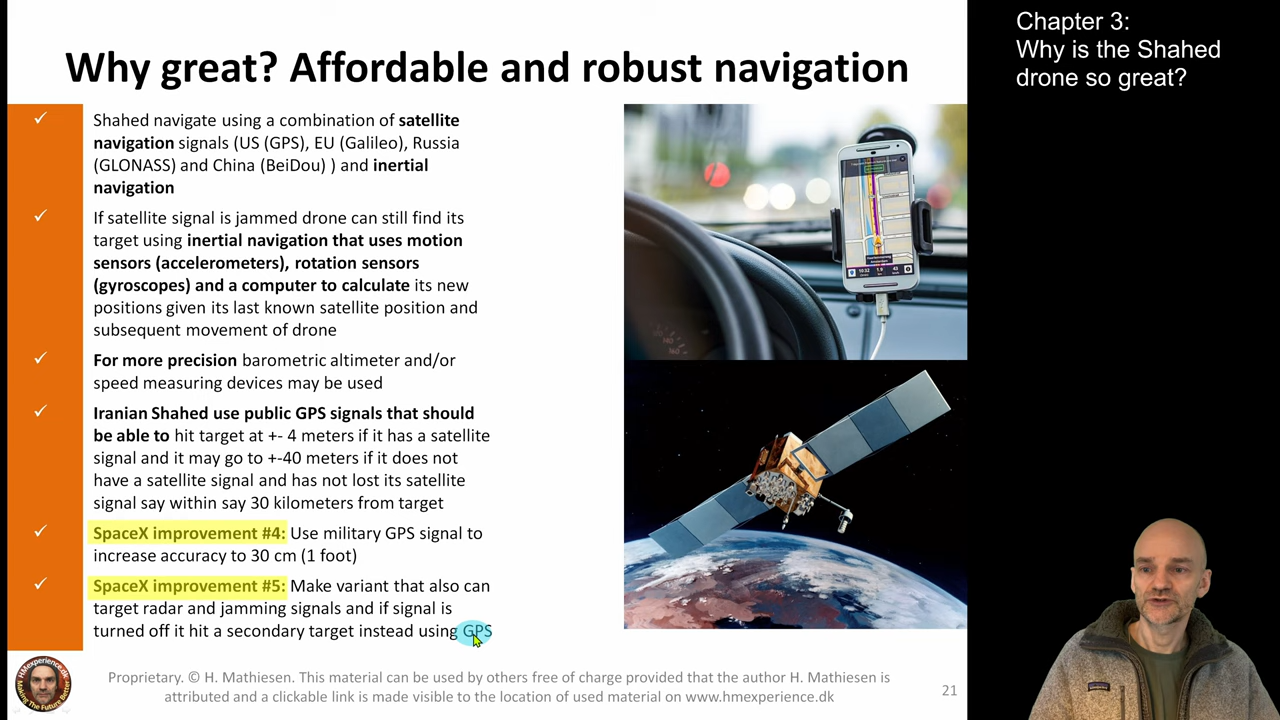 Why great? Affordable and robust navigation
Shahed navigate using a combination of satellite
navigation signals (US (GPS), EU (Galileo), Russia
(GLONASS) and China (BeiDou) ) and inertial
navigation
If satellite signal is jammed drone can still find its
target using inertial navigation that uses motion
sensors (accelerometers), rotation sensors
(gyroscopes) and a computer to calculate its new
positions given its last known satellite position and
subsequent movement of drone
For more precision barometric altimeter and/or
speed measuring devices may be used
Iranian Shahed use public GPS signals that should
be able to hit target at +- 4 meters if it has a satellite
signal and it may go to +-40 meters if it does not
have a satellite signal and has not lost its satellite
signal say within say 30 kilometers from target
SpaceX improvement #4: Use military GPS signal to
increase accuracy to 30 cm (1 foot)
SpaceX improvement #5: Make variant that also can
target radar and jamming signals and if signal is
turned off it hit a secondary target instead using GPS
Proprietary. © H. Mathiesen. This material can be used by others free of charge provided that the author H. Mathiesen is
attributed and a clickable link is made visible to the location of used material on www.hmexperience.dk
21
HMexperience.dk
Making The Future Better
Chapter 3:
Why is the Shahed
drone so great?